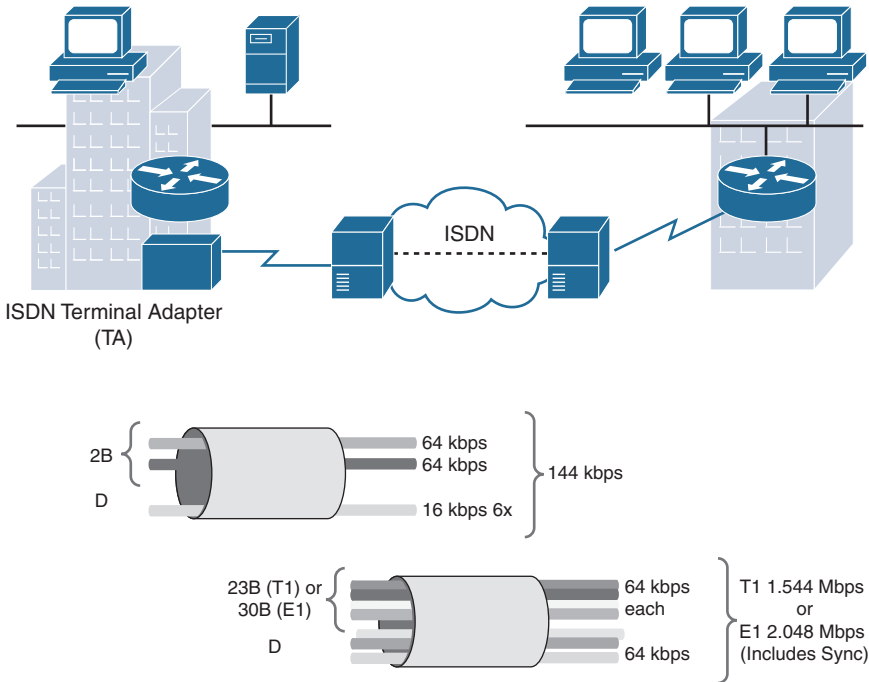 ISDN
ISDN Terminal Adapter
(TA)
2B
D
64 kbps
64 kbps
16 kbps 6x
144 kbps
23B (T1) or
30B (E1)
D
64 kbps
each
64 kbps
T1 1.544 Mbps
or
E1 2.048 Mbps
(Includes Sync)